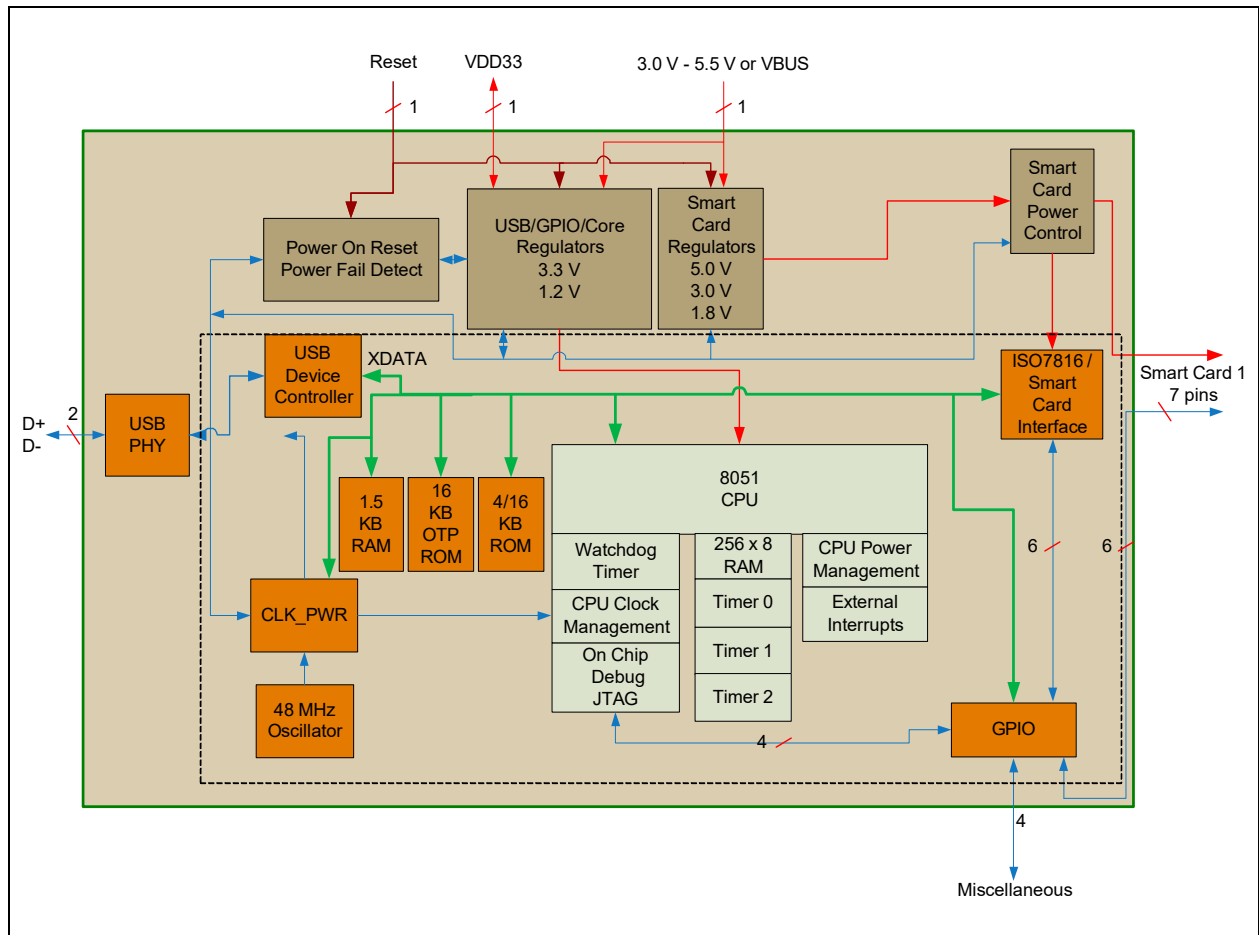 Reset
VDD33
3.0 V - 5.5 V or VBUS
1
1
1
Smart
Card
Power
Control
USB/GPIO/Core
Regulators
3.3 V
1.2 V
Smart
Card
Regulators
5.0 V
3.0 V
1.8 V
Power On Reset
Power Fail Detect
USB
Device
Controller
XDATA
ISO7816 /
Smart
Card
Interface
Smart Card 1
7 pins
D+
D-
2
USB
PHY
1.5
KB
RAM
16
KB
OTP
ROM
4/16
KB
ROM
8051
CPU
Watchdog
Timer
256 x 8
RAM
CPU Power
Management
6
6
CLK_PWR
CPU Clock
Management
Timer 0
External
Interrupts
On Chip
Debug
JTAG
Timer 1
Timer 2
48 MHz
Oscillator
4
GPIO
4
Miscellaneous